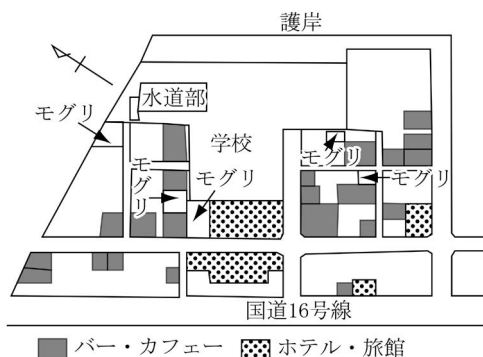 護岸
水道部
モグリ
学校
モグリ
モグリ
モグリ
モグリ
国道16号線
バー・カフェー
ホテル・旅館